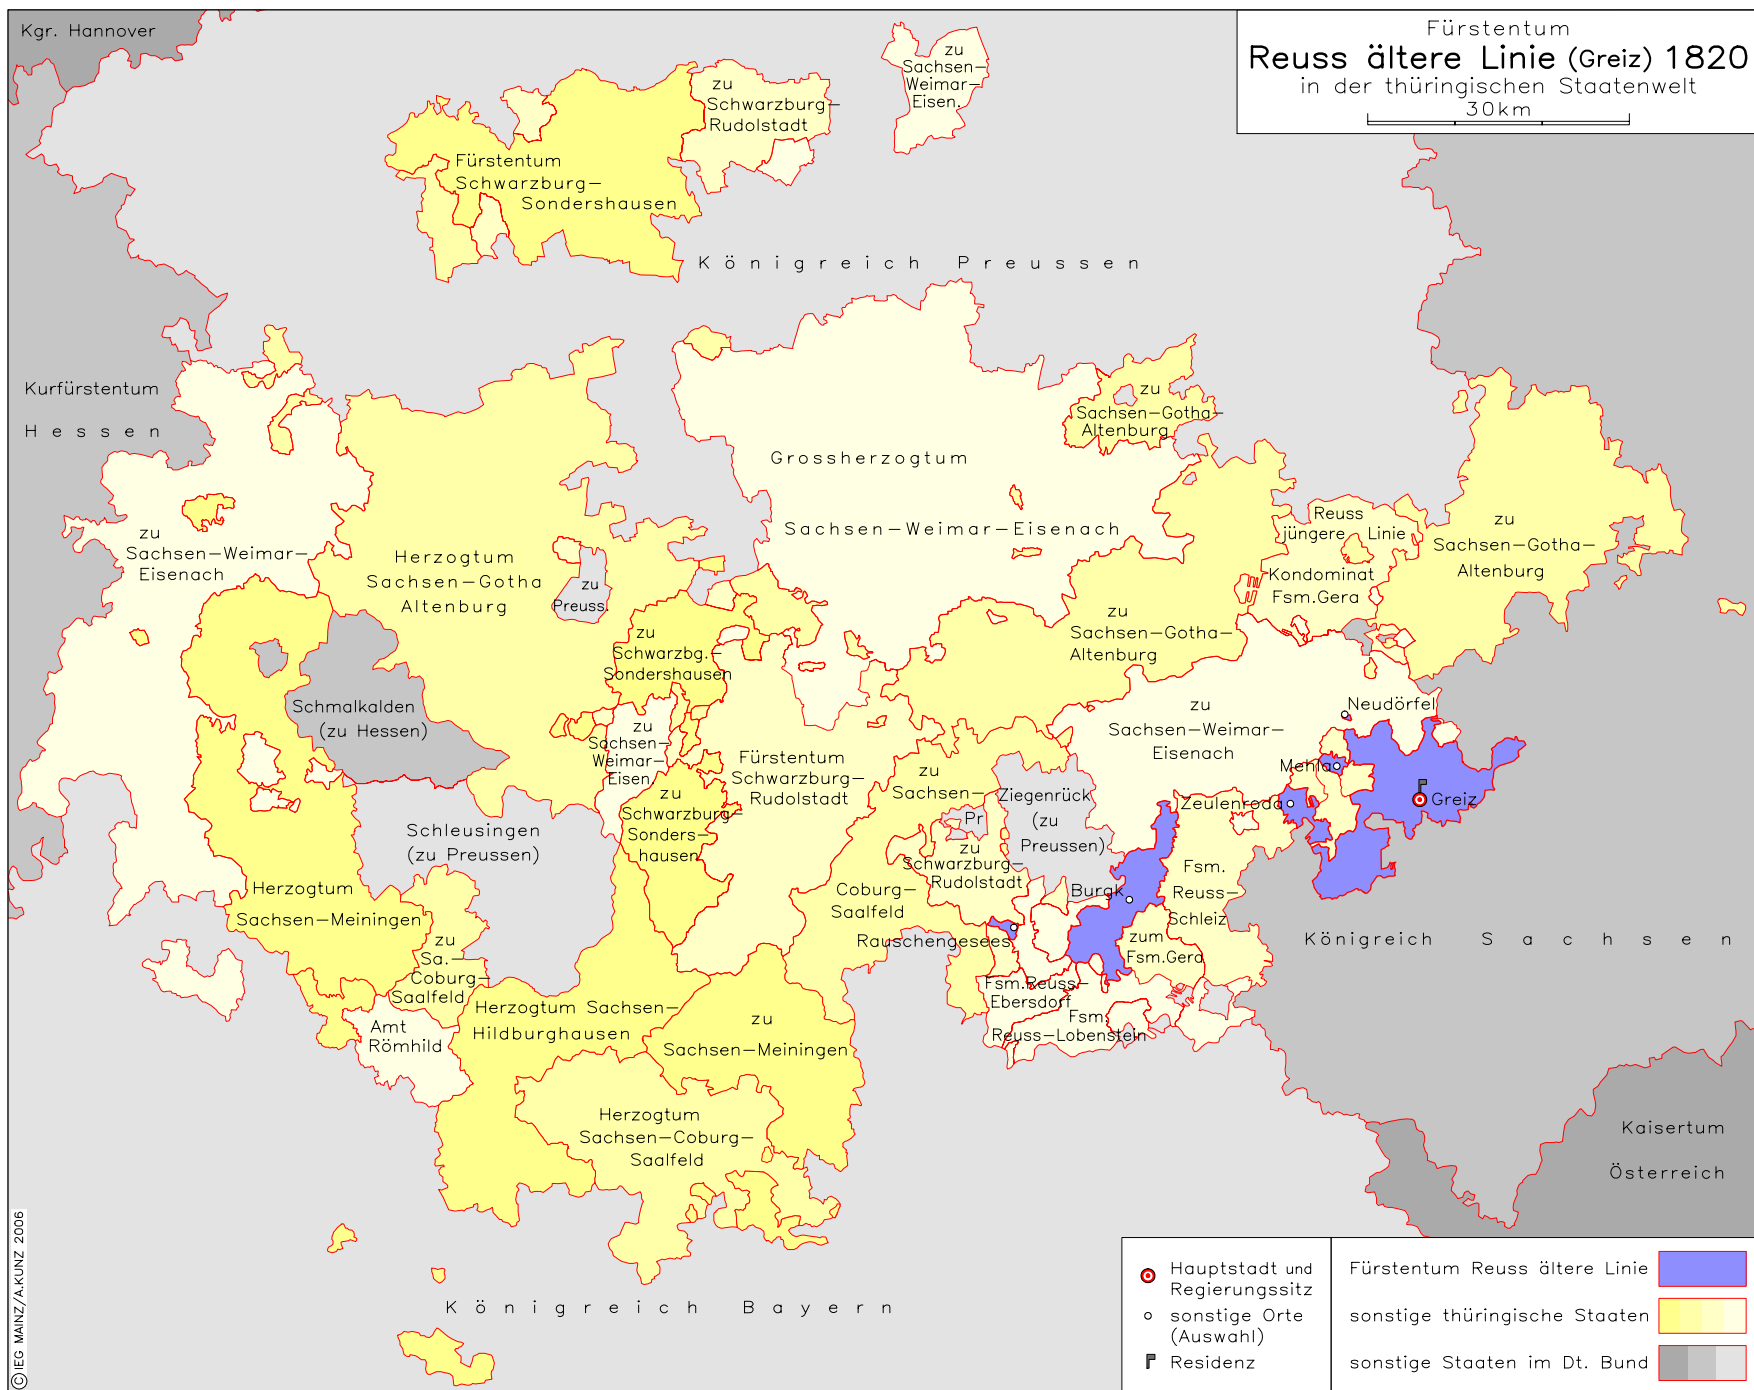 Kgr. Hannover
Fürstentum
Reuss ältere Linie (Greiz) 1820
in der thüringischen Staatenwelt
30km
zu
Sachsen-
Weimar-
Eisen.
zu
Schwarzburg-
Rudolstadt
Fürstentum
Schwarzburg-
Sondershausen
Königreich Preussen
Kurfürstentum
Hessen
zu
Sachsen-Gotha-
Altenburg
Grossherzogtum
Sachsen-Weimar-Eisenach
zu
Sachsen-Weimar-
Eisenach
Herzogtum
Sachsen-Gotha
Altenburg
zu
Preuss.
Reuss
jüngere Linie
Kondominat
Fsm.Gera
zu
Sachsen-Gotha-
Altenburg
zu
Sachsen-Gotha-
Altenburg
zu
Schwarzbg.-
Sondershausen
Schmalkalden
(zu Hessen)
zu
Sachsen-
Weimar-
Eisen.
Fürstentum
Schwarzburg-
Rudolstadt
zu
Sachsen-Weimar-
Eisenach
Neudörfel
Mehla
Zeulenroda
Greiz
zu
Sachsen-
Coburg-
Saalfeld
Ziegenrück
(zu
Preussen)
Pr
zu
Schwarzburg-
Rudolstadt
zu
Schwarzburg-
Sonders-
hausen
Schleusingen
(zu Preussen)
Burgk
Fsm.
Reuss-
Schleiz
Herzogtum
Sachsen-Meiningen
Rauschengesees
zum
Fsm.Gera
Königreich Sachsen
zu
Sa.-
Coburg-
Saalfeld
Fsm.Reuss-
Ebersdorf
Fsm.
Reuss-Lobenstein
Herzogtum Sachsen-
Hildburghausen
Amt
Römhild
zu
Sachsen-Meiningen
Herzogtum
Sachsen-Coburg-
Saalfeld
Kaisertum
Österreich
Königreich Bayern
Hauptstadt und
Regierungssitz
sonstige Orte
(Auswahl)
Residenz
Fürstentum Reuss ältere Linie
sonstige thüringische Staaten
sonstige Staaten im Dt. Bund
©IEG MAINZ/A.KUNZ 2006